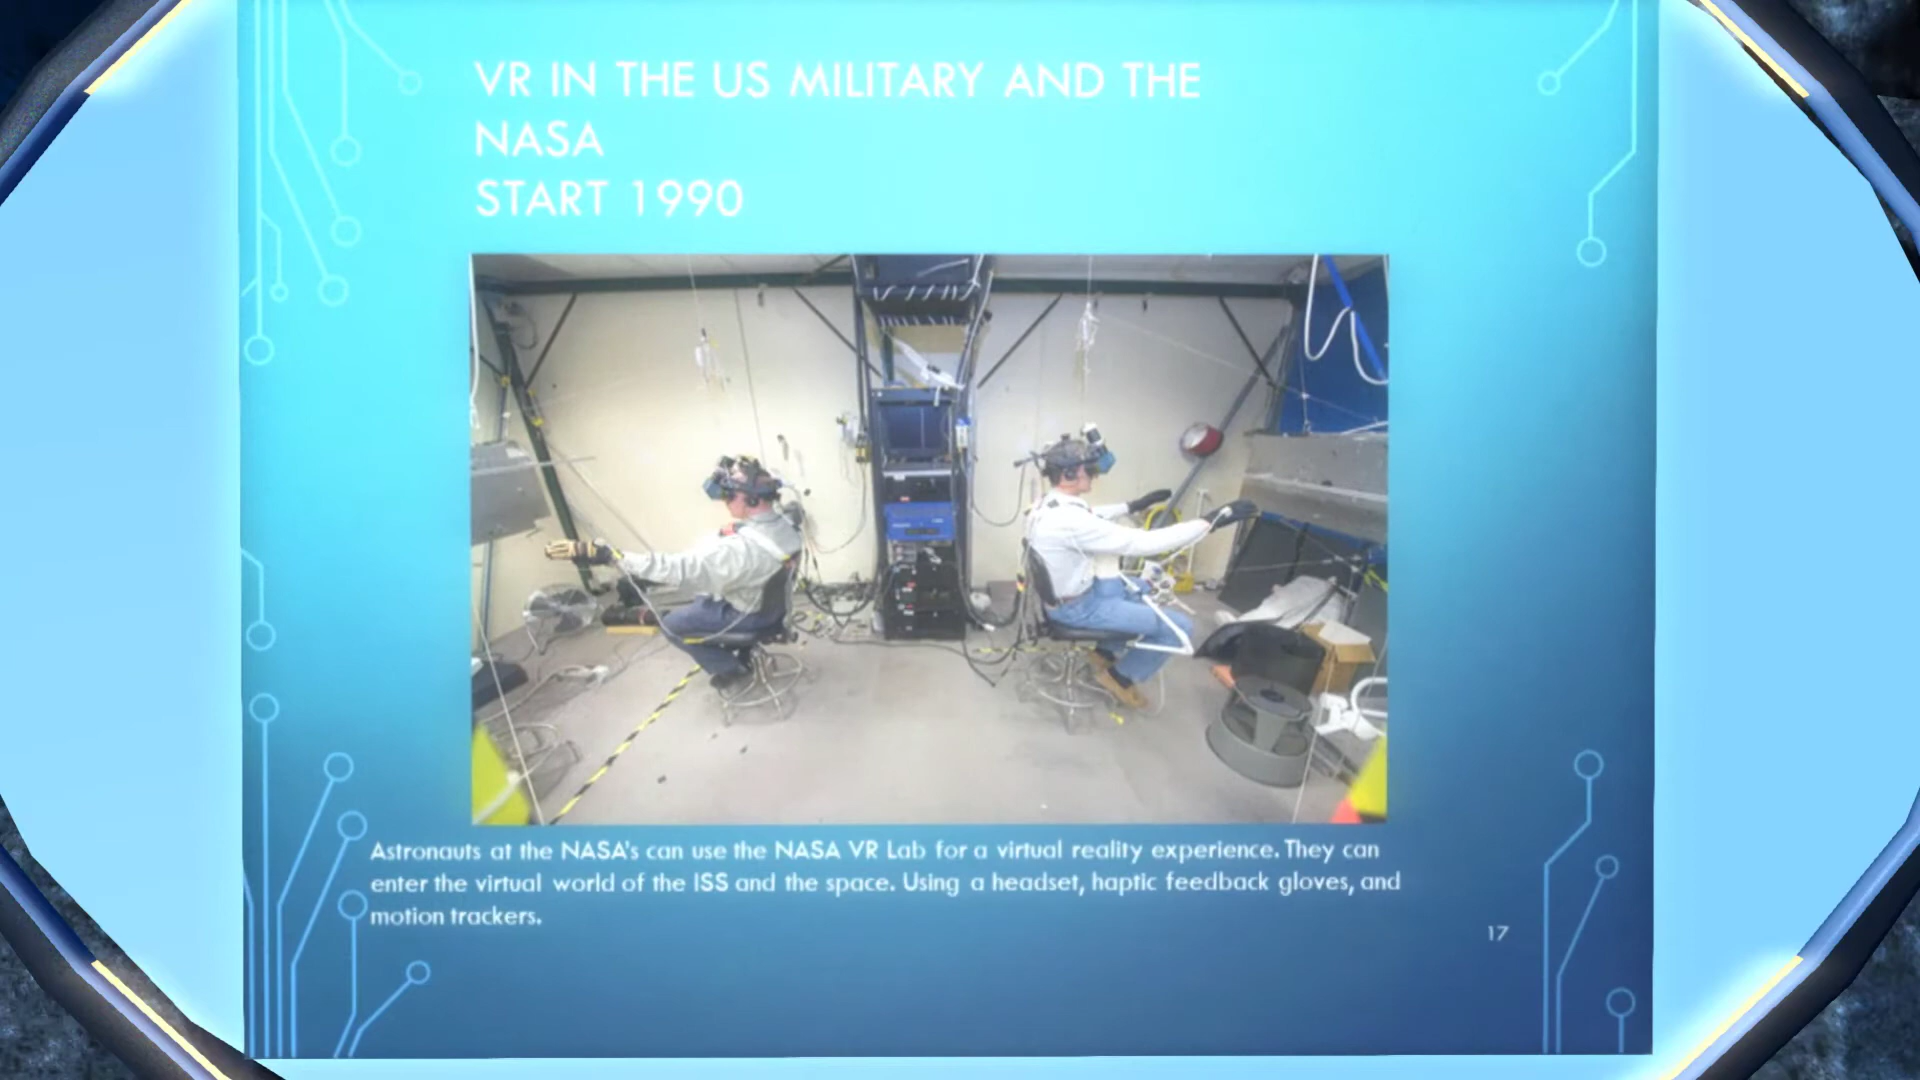 VR IN THE US MILITARY AND THE
NASA
START 1990
Astronauts at the NASA's can use the NASA VR Lab for a virtual reality experience. They can
enter the virtual world of the ISS and the space. Using a headset, haptic feedback gloves, and
motion trackers.
17